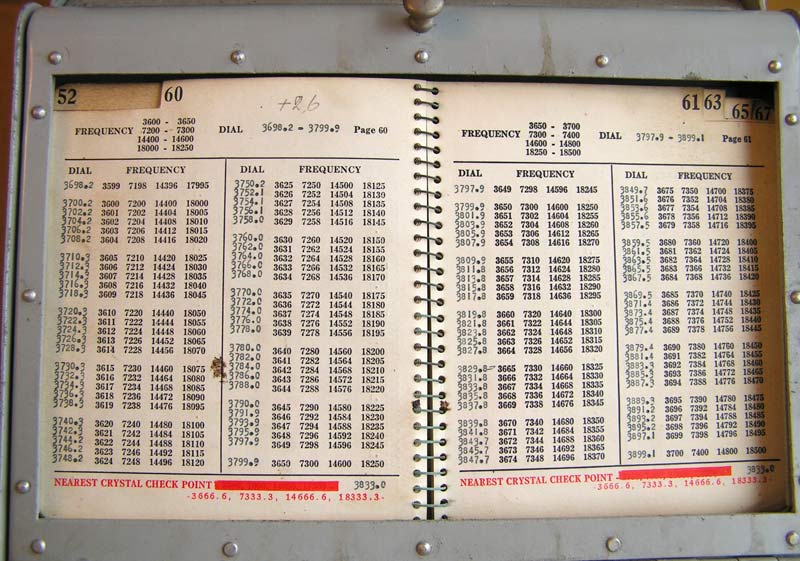 52
60
+26
FREQUENCY
3600 - 3650
7200 - 7300
14400 - 14600
18000 - 18250
DIAL 3698.2 - 3799.9 Page 60
DIAL FREQUENCY
3698.2 3599 7198 14396 17995
3700.2 3600 7200 14400 18000
3702.2 3601 7202 14404 18005
3704.2 3602 7204 14408 18010
3706.2 3603 7206 14412 18015
3708.2 3604 7208 14416 18020
3710.3 3605 7210 14420 18025
3712.3 3606 7212 14424 18030
3714.3 3607 7214 14428 18035
3716.3 3608 7216 14432 18040
3718.3 3609 7218 14436 18045
3720.3 3610 7220 14440 18050
3722.3 3611 7222 14444 18055
3724.3 3612 7224 14448 18060
3726.3 3613 7226 14452 18065
3728.3 3614 7228 14456 18070
3730.3 3615 7230 14460 18075
3732.3 3616 7232 14464 18080
3734.3 3617 7234 14468 18085
3736.3 3618 7236 14472 18090
3738.3 3619 7238 14476 18095
3740.3 3620 7240 14480 18100
3742.3 3621 7242 14484 18105
3744.2 3622 7244 14488 18110
3746.2 3623 7246 14492 18115
3748.2 3624 7248 14496 18120
DIAL FREQUENCY
3750.2 3625 7250 14500 18125
3752.1 3626 7252 14504 18130
3754.1 3627 7254 14508 18135
3756.1 3628 7256 14512 18140
3758.0 3629 7258 14516 18145
3760.0 3630 7260 14520 18150
3762.0 3631 7262 14524 18155
3764.0 3632 7264 14528 18160
3766.0 3633 7266 14532 18165
3768.0 3634 7268 14536 18170
3770.0 3635 7270 14540 18175
3772.0 3636 7272 14544 18180
3774.0 3637 7274 14548 18185
3776.0 3638 7276 14552 18190
3778.0 3639 7278 14556 18195
3780.0 3640 7280 14560 18200
3782.0 3641 7282 14564 18205
3784.0 3642 7284 14568 18210
3786.0 3643 7286 14572 18215
3788.0 3644 7288 14576 18220
3790.0 3645 7290 14580 18225
3791.9 3646 7292 14584 18230
3793.9 3647 7294 14588 18235
3795.9 3648 7296 14592 18240
3797.9 3649 7298 14596 18245
3799.9 3650 7300 14600 18250
NEAREST CRYSTAL CHECK POINT 3833.0
-3666.6, 7333.3, 14666.6, 18333.3-
61 63 65/67
FREQUENCY
3650 - 3700
7300 - 7400
14600 - 14800
18250 - 18500
DIAL 3797.9 - 3899.1 Page 61
DIAL FREQUENCY
3797.9 3649 7298 14596 18245
3799.9 3650 7300 14600 18250
3801.9 3651 7302 14604 18255
3803.9 3652 7304 14608 18260
3805.9 3653 7306 14612 18265
3807.9 3654 7308 14616 18270
3809.9 3655 7310 14620 18275
3811.8 3656 7312 14624 18280
3813.8 3657 7314 14628 18285
3815.8 3658 7316 14632 18290
3817.8 3659 7318 14636 18295
3819.8 3660 7320 14640 18300
3821.8 3661 7322 14644 18305
3823.8 3662 7324 14648 18310
3825.8 3663 7326 14652 18315
3827.8 3664 7328 14656 18320
3829.8 3665 7330 14660 18325
3831.8 3666 7332 14664 18330
3833.8 3667 7334 14668 18335
3835.8 3668 7336 14672 18340
3837.8 3669 7338 14676 18345
3839.8 3670 7340 14680 18350
3841.8 3671 7342 14684 18355
3843.7 3672 7344 14688 18360
3845.7 3673 7346 14692 18365
3847.7 3674 7348 14696 18370
DIAL FREQUENCY
3849.7 3675 7350 14700 18375
3851.6 3676 7352 14704 18380
3853.6 3677 7354 14708 18385
3855.6 3678 7356 14712 18390
3857.5 3679 7358 14716 18395
3859.5 3680 7360 14720 18400
3861.5 3681 7362 14724 18405
3863.5 3682 7364 14728 18410
3865.5 3683 7366 14732 18415
3867.5 3684 7368 14736 18420
3869.5 3685 7370 14740 18425
3871.4 3686 7372 14744 18430
3873.4 3687 7374 14748 18435
3875.4 3688 7376 14752 18440
3877.4 3689 7378 14756 18445
3879.4 3690 7380 14760 18450
3881.4 3691 7382 14764 18455
3883.3 3692 7384 14768 18460
3885.3 3693 7386 14772 18465
3887.3 3694 7388 14776 18470
3889.3 3695 7390 14780 18475
3891.2 3696 7392 14784 18480
3893.2 3697 7394 14788 18485
3895.2 3698 7396 14792 18490
3897.1 3699 7398 14796 18495
3899.1 3700 7400 14800 18500
NEAREST CRYSTAL CHECK POINT 3833.0
-3666.6, 7333.3, 14666.6, 18333.3-